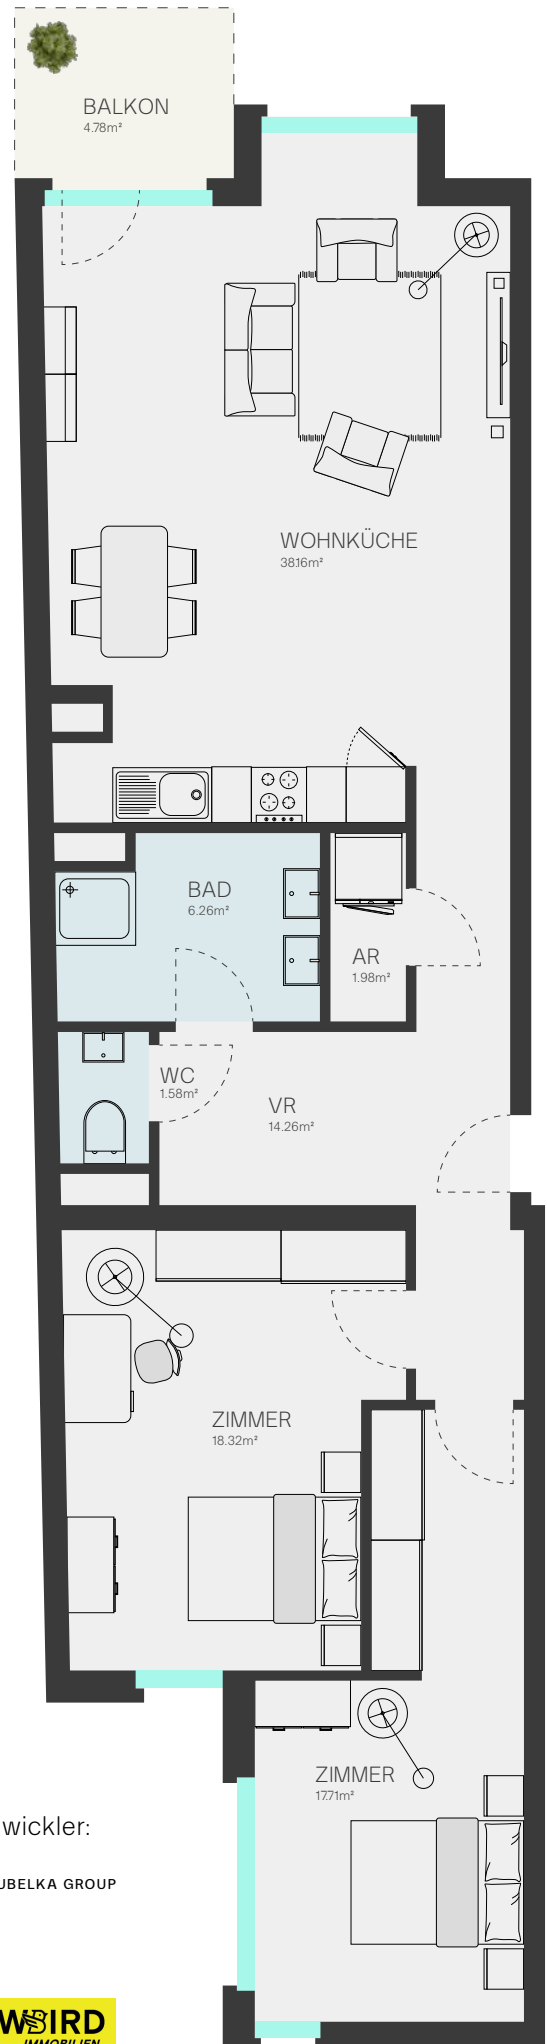 BALKON
4.78m²
WOHNKÜCHE
38.16m²
BAD
6.26m²
AR
1.98m²
WC
1.58m²
VR
14.26m²
ZIMMER
18.32m²
ZIMMER
17.71m²
wickler:
UBELKA GROUP
WBIRD
IMMOBILIEN